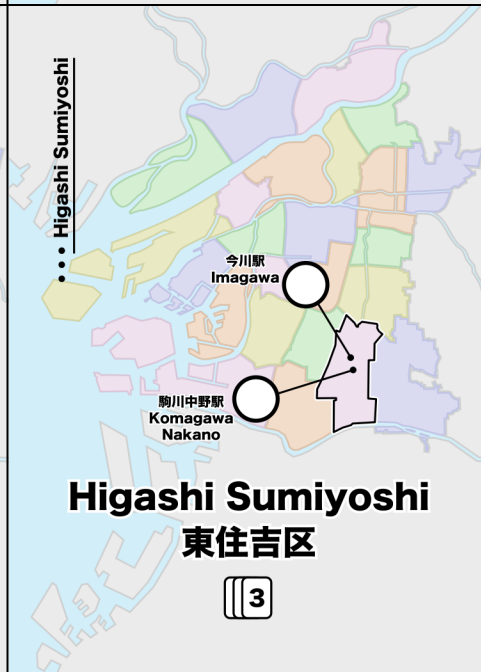 ••• Higashi Sumiyoshi
今川駅
Imagawa
駒川中野駅
Komagawa
Nakano
Higashi Sumiyoshi
東住吉区
3